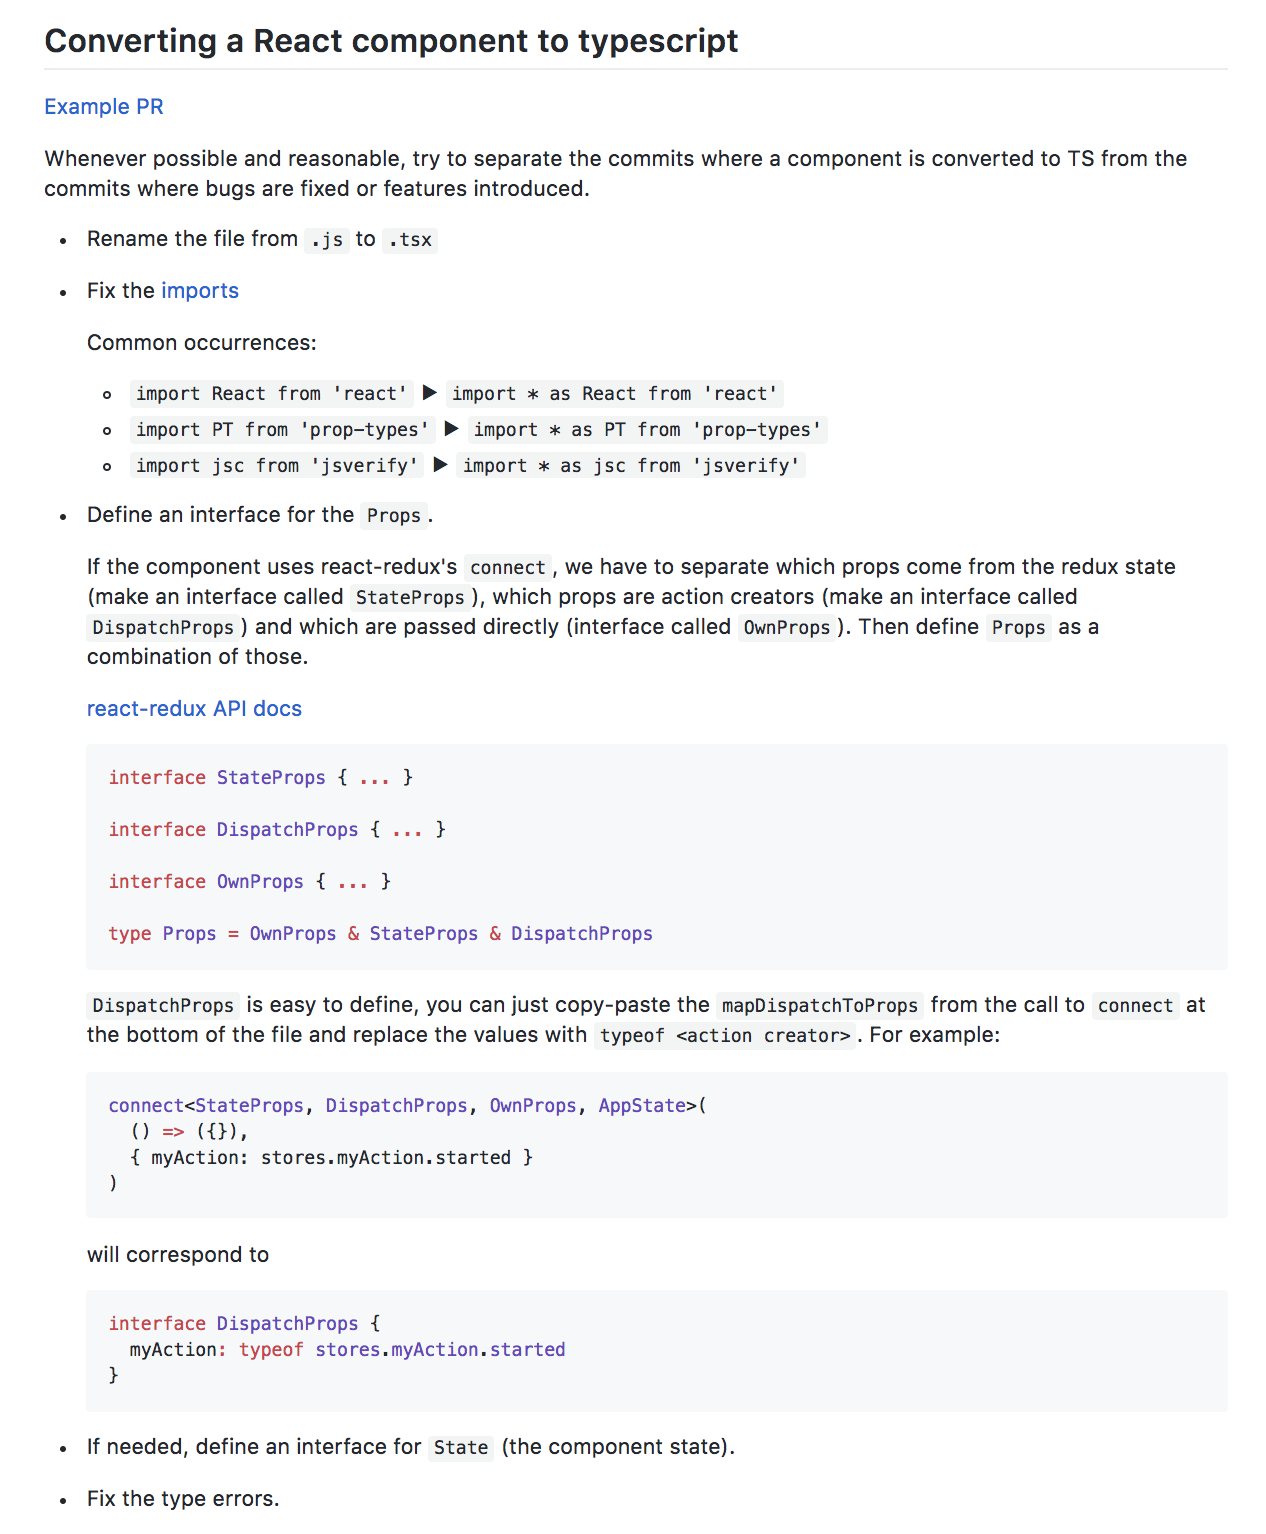 Converting a React component to typescript
Example PR
Whenever possible and reasonable, try to separate the commits where a component is converted to TS from the
commits where bugs are fixed or features introduced.
• Rename the file from .js to .tsx
• Fix the imports
Common occurrences:
◦ import React from 'react' ▶ import * as React from 'react'
◦ import PT from 'prop-types' ▶ import * as PT from 'prop-types'
◦ import jsc from 'jsverify' ▶ import * as jsc from 'jsverify'
• Define an interface for the Props.
If the component uses react-redux's connect, we have to separate which props come from the redux state
(make an interface called StateProps), which props are action creators (make an interface called
DispatchProps) and which are passed directly (interface called OwnProps). Then define Props as a
combination of those.
react-redux API docs
interface StateProps { ... }
interface DispatchProps { ... }
interface OwnProps { ... }
type Props = OwnProps & StateProps & DispatchProps
DispatchProps is easy to define, you can just copy-paste the mapDispatchToProps from the call to connect at
the bottom of the file and replace the values with typeof <action creator>. For example:
connect<StateProps, DispatchProps, OwnProps, AppState>(
  () => ({}),
  { myAction: stores.myAction.started }
)
will correspond to
interface DispatchProps {
  myAction: typeof stores.myAction.started
}
• If needed, define an interface for State (the component state).
• Fix the type errors.